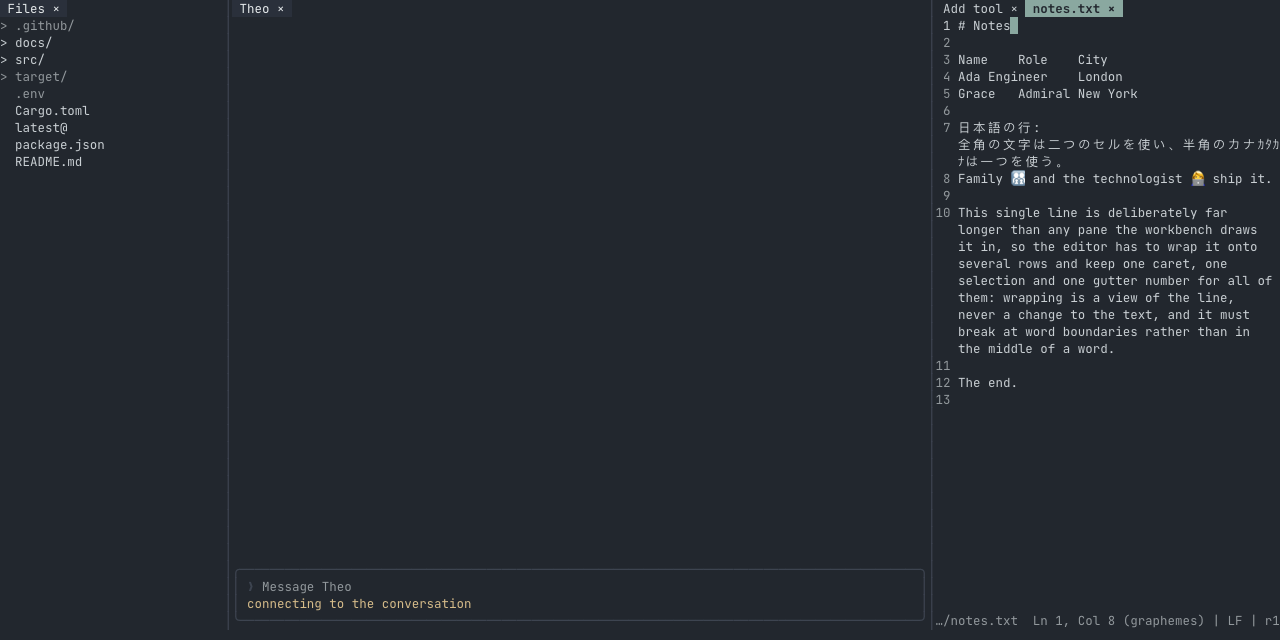 Files ×
> .github/
> docs/
> src/
> target/
.env
Cargo.toml
latest@
package.json
README.md
Theo ×
⟩ Message Theo
connecting to the conversation
Add tool × notes.txt ×
1 # Notes
2
3 Name    Role    City
4 Ada Engineer    London
5 Grace   Admiral New York
6
7 日本語の行:
全角の文字は二つのセルを使い、半角のカナｶﾀｶ
ﾅは一つを使う。
8 Family and the technologist ship it.
9
10 This single line is deliberately far
longer than any pane the workbench draws
it in, so the editor has to wrap it onto
several rows and keep one caret, one
selection and one gutter number for all of
them: wrapping is a view of the line,
never a change to the text, and it must
break at word boundaries rather than in
the middle of a word.
11
12 The end.
13
…/notes.txt  Ln 1, Col 8 (graphemes) | LF | r1